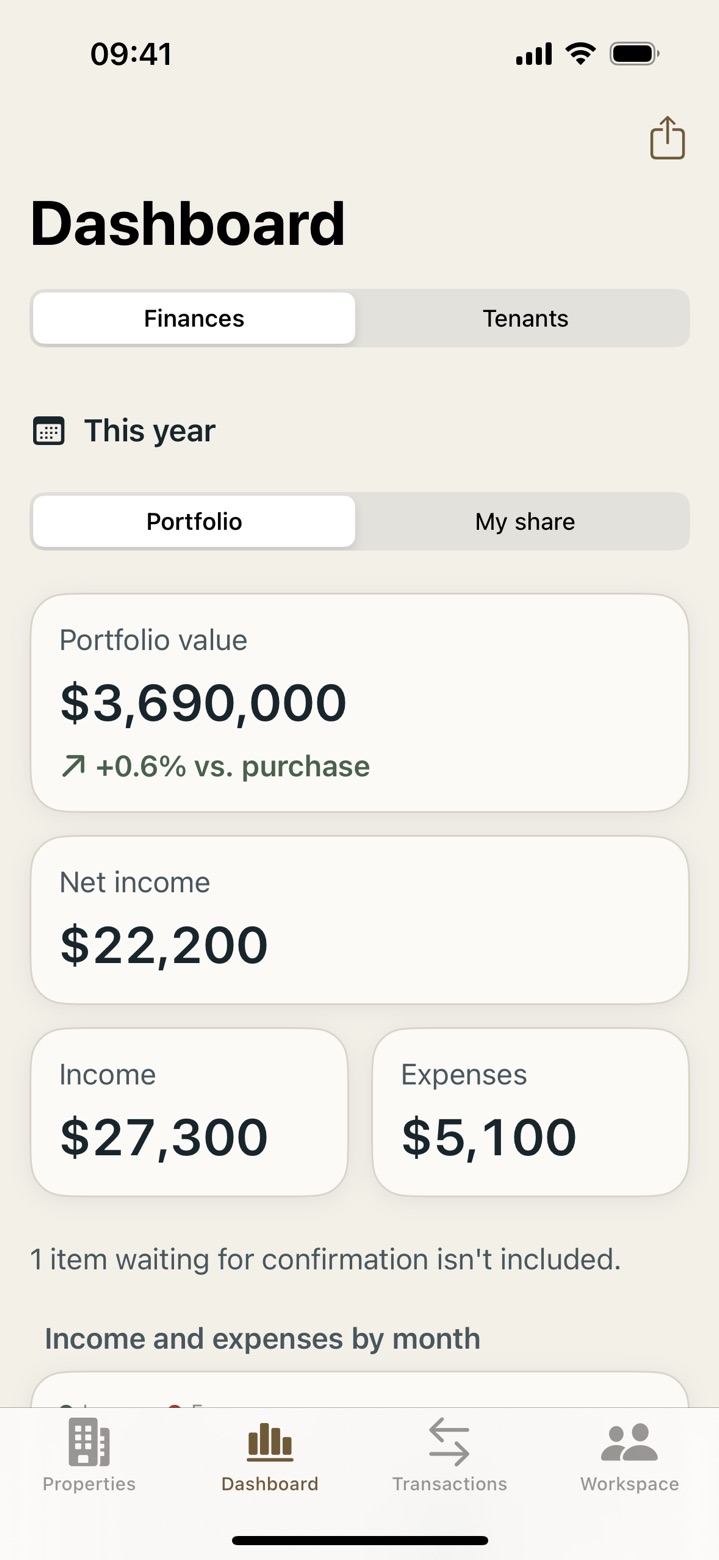 09:41
Dashboard
Finances
Tenants
This year
Portfolio
My share
Portfolio value
$3,690,000
+0.6% vs. purchase
Net income
$22,200
Income
Expenses
$27,300
$5,100
1 item waiting for confirmation isn't included.
Income and expenses by month
Properties
Dashboard
Transactions
Workspace